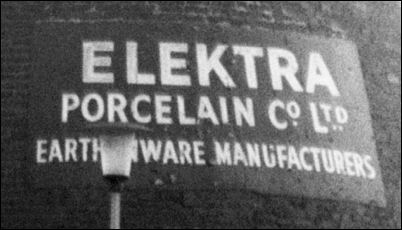 ELEKTRA
PORCELAIN Co LTD
EARTHENWARE MANUFACTURERS